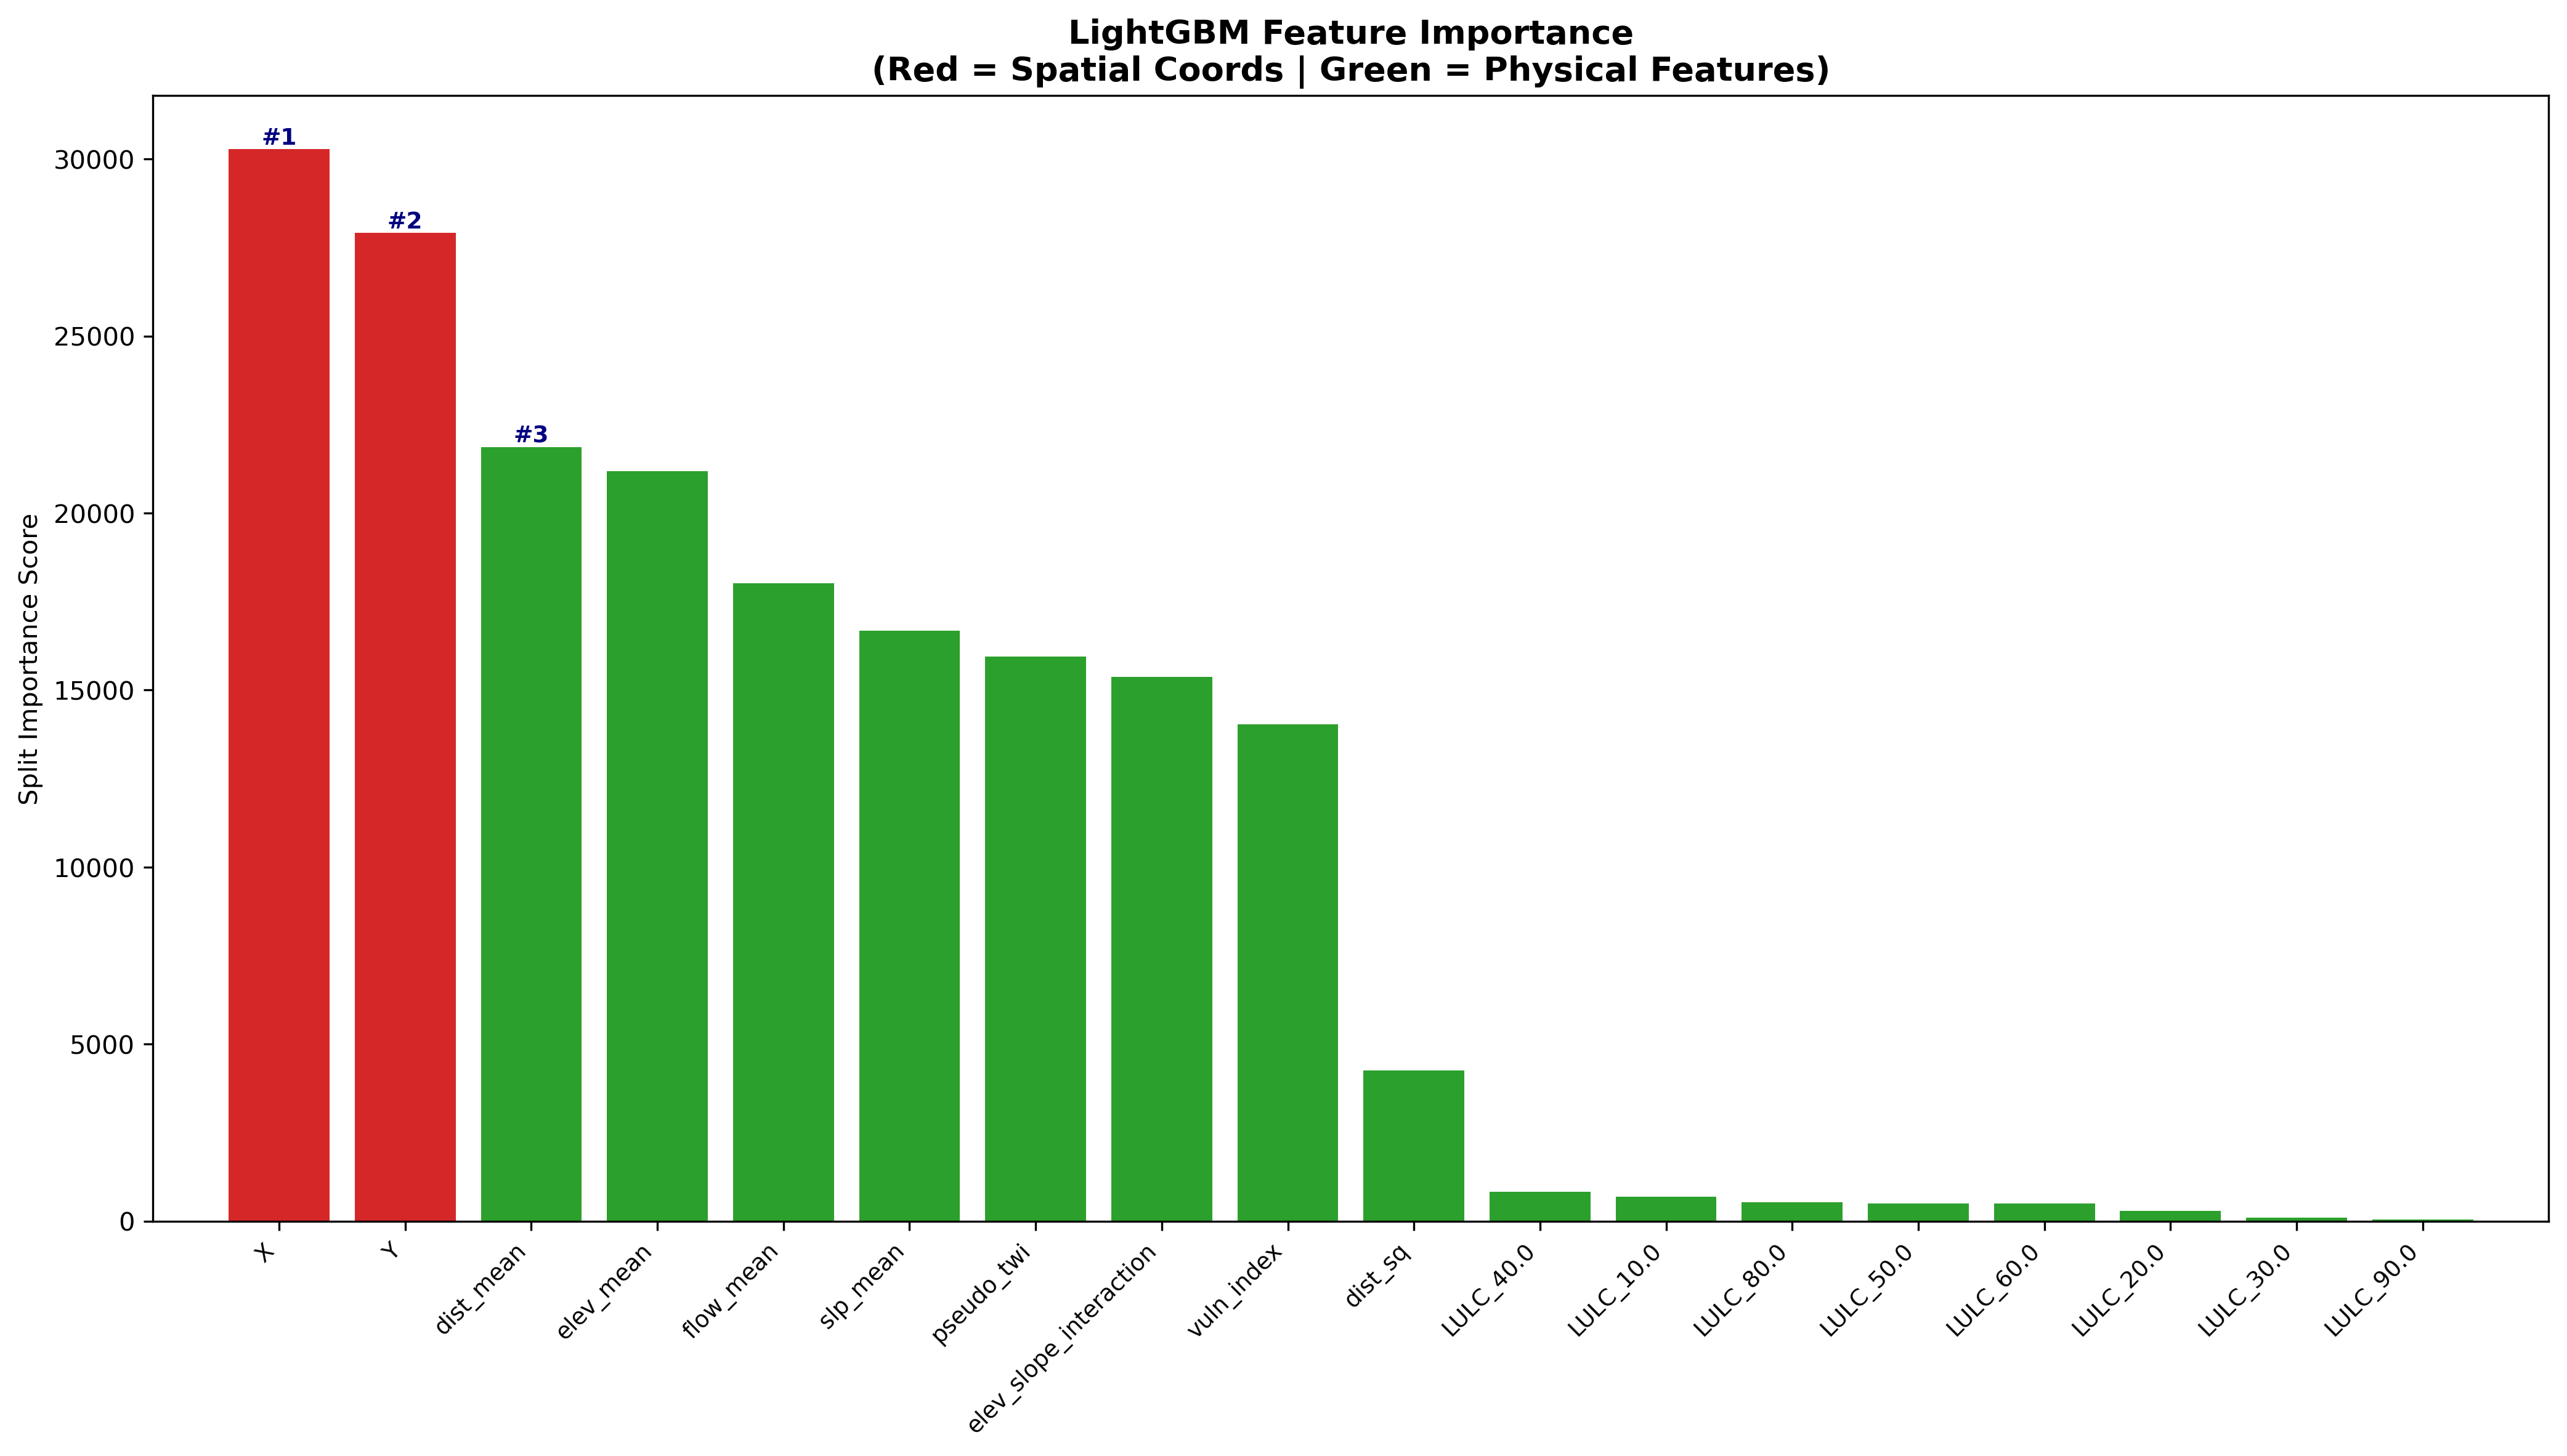 LightGBM Feature Importance
(Red = Spatial Coords | Green = Physical Features)
Split Importance Score
30000
25000
20000
15000
10000
5000
0
#1
#2
#3
X
Y
dist_mean
elev_mean
flow_mean
slp_mean
pseudo_twi
elev_slope_interaction
vuln_index
dist_sq
LULC_40.0
LULC_10.0
LULC_80.0
LULC_50.0
LULC_60.0
LULC_20.0
LULC_30.0
LULC_90.0